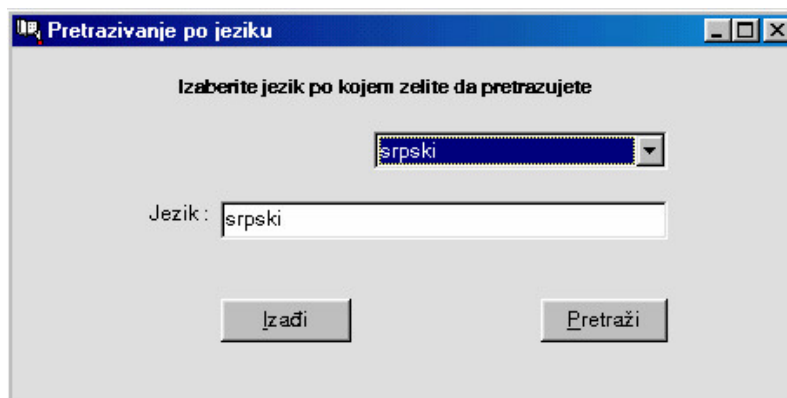 Pretrazivanje po jeziku
Izaberite jezik po kojem zelite da pretrazujete
srpski
Jezik : srpski
Izađi Pretraži